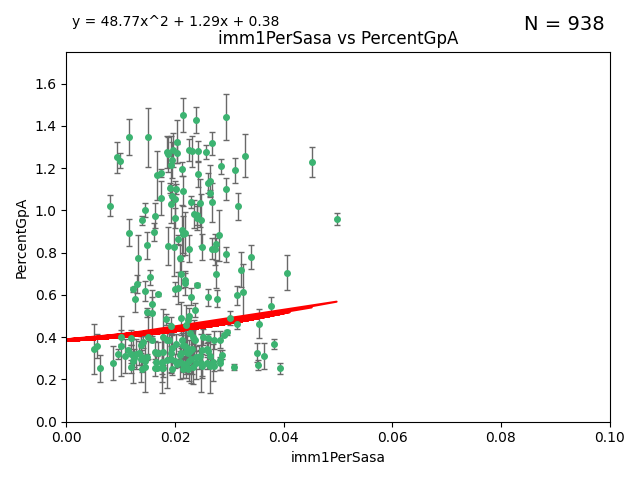 y = 48.77x^2 + 1.29x + 0.38
N = 938
imm1PerSasa vs PercentGpA
PercentGpA
1.6
1.4
1.2
1.0
0.8
0.6
0.4
0.2
0.0
0.00 0.02 0.04 0.06 0.08 0.10
imm1PerSasa